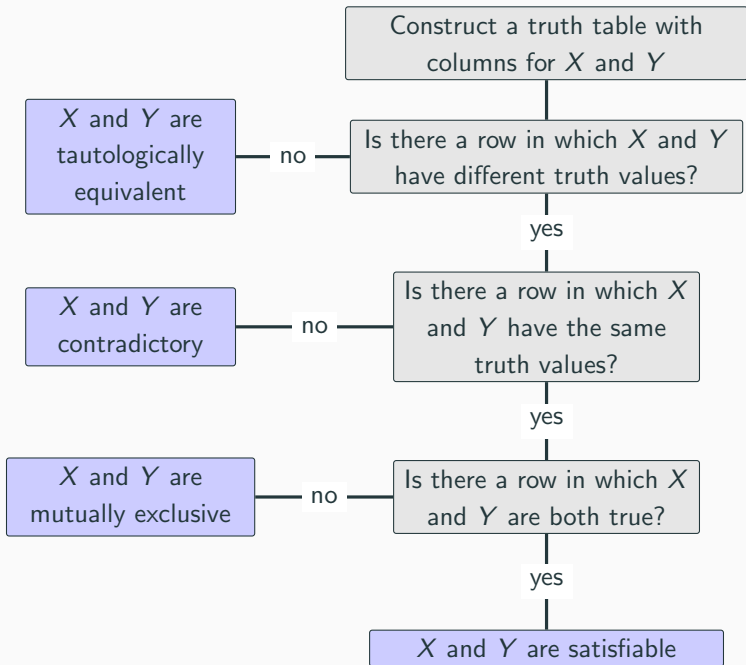 Construct a truth table with
columns for X and Y
X and Y are
tautologically
equivalent
no
Is there a row in which X and Y
have different truth values?
yes
X and Y are
contradictory
no
Is there a row in which X
and Y have the same
truth values?
yes
X and Y are
mutually exclusive
no
Is there a row in which X
and Y are both true?
yes
X and Y are satisfiable